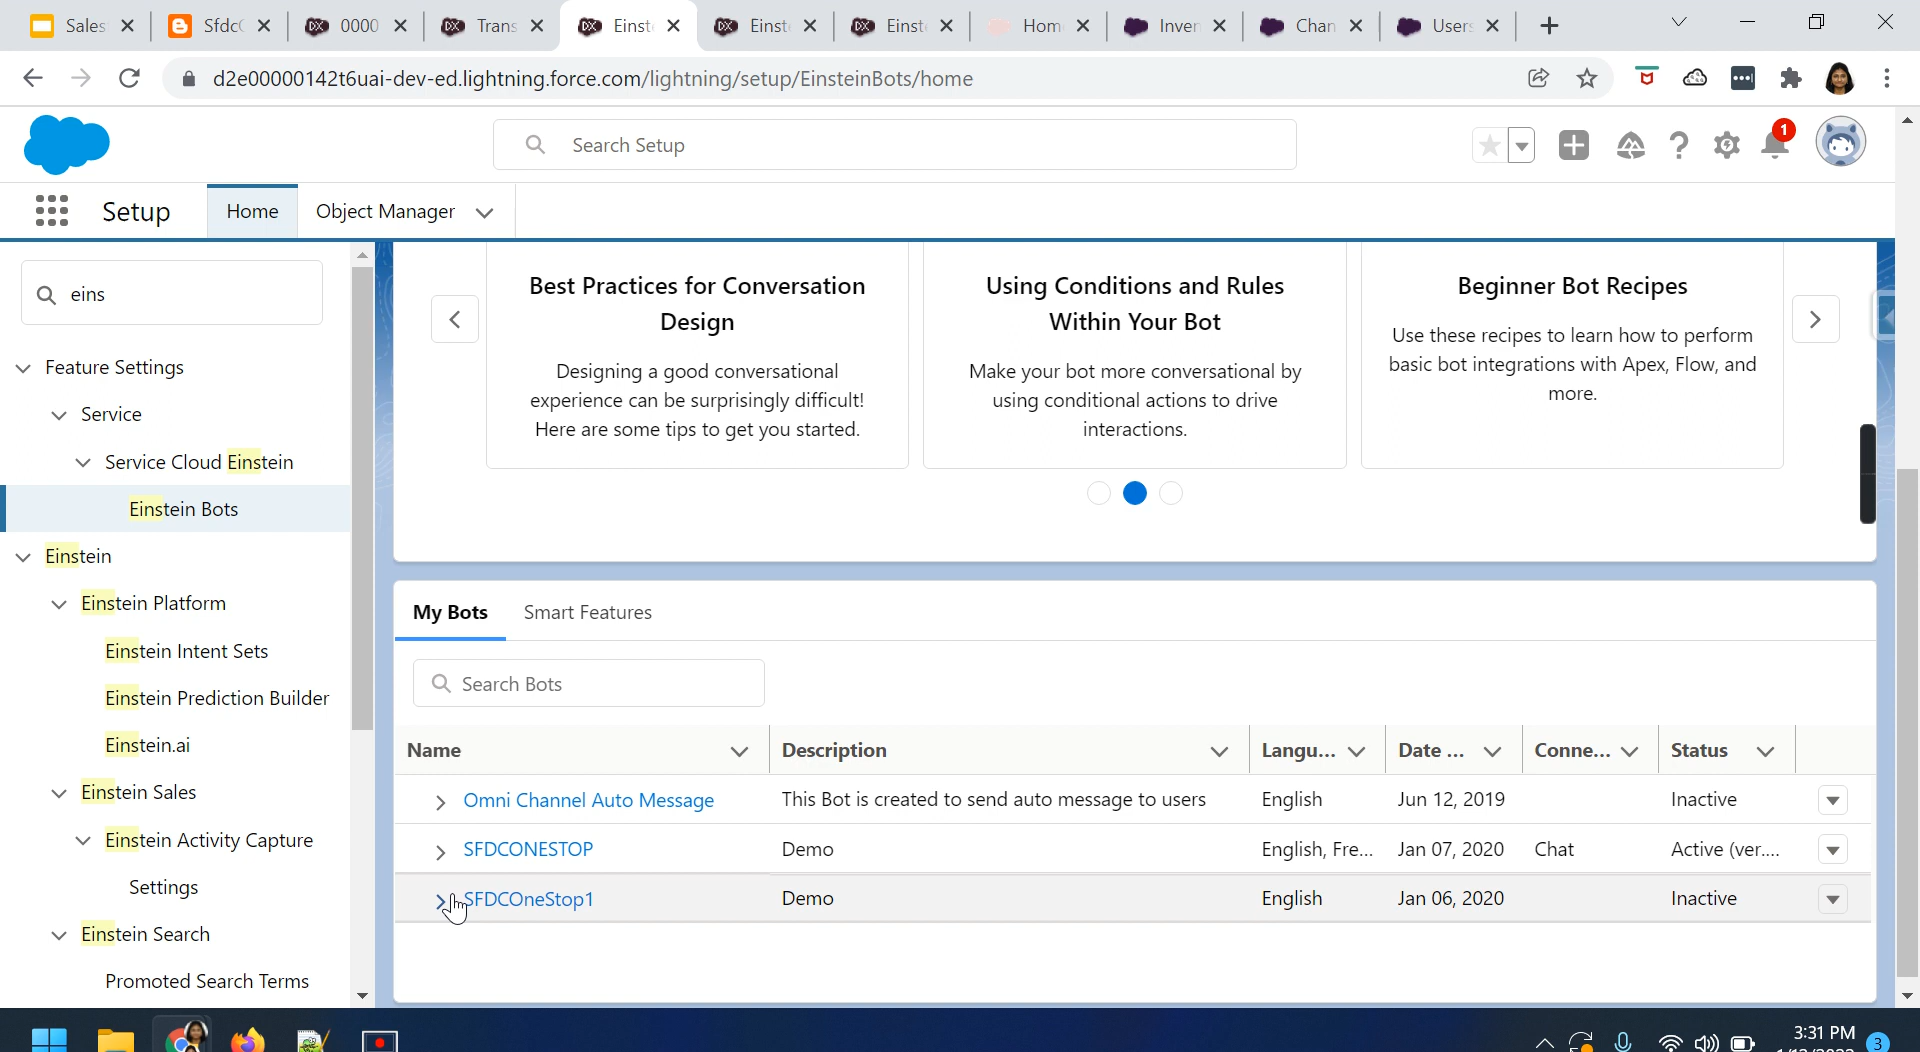 Sales
Sfdc
0000
Trans
Einst
Einst
Einst
Hom
Inven
Chan
Users
d2e00000142t6uai-dev-ed.lightning.force.com/lightning/setup/EinsteinBots/home
Search Setup
1
Setup
Home
Object Manager
eins
Feature Settings
Service
Service Cloud Einstein
Einstein Bots
Einstein
Einstein Platform
Einstein Intent Sets
Einstein Prediction Builder
Einstein.ai
Einstein Sales
Einstein Activity Capture
Settings
Einstein Search
Promoted Search Terms
Best Practices for Conversation
Design
Designing a good conversational
experience can be surprisingly difficult!
Here are some tips to get you started.
Using Conditions and Rules
Within Your Bot
Make your bot more conversational by
using conditional actions to drive
interactions.
Beginner Bot Recipes
Use these recipes to learn how to perform
basic bot integrations with Apex, Flow, and
more.
My Bots
Smart Features
Search Bots
Name Description Langu... Date ... Conne... Status
Omni Channel Auto Message This Bot is created to send auto message to users English Jun 12, 2019 Inactive
SFDCONESTOP Demo English, Fre... Jan 07, 2020 Chat Active (ver....
SFDCOneStop1 Demo English Jan 06, 2020 Inactive
3:31 PM
3